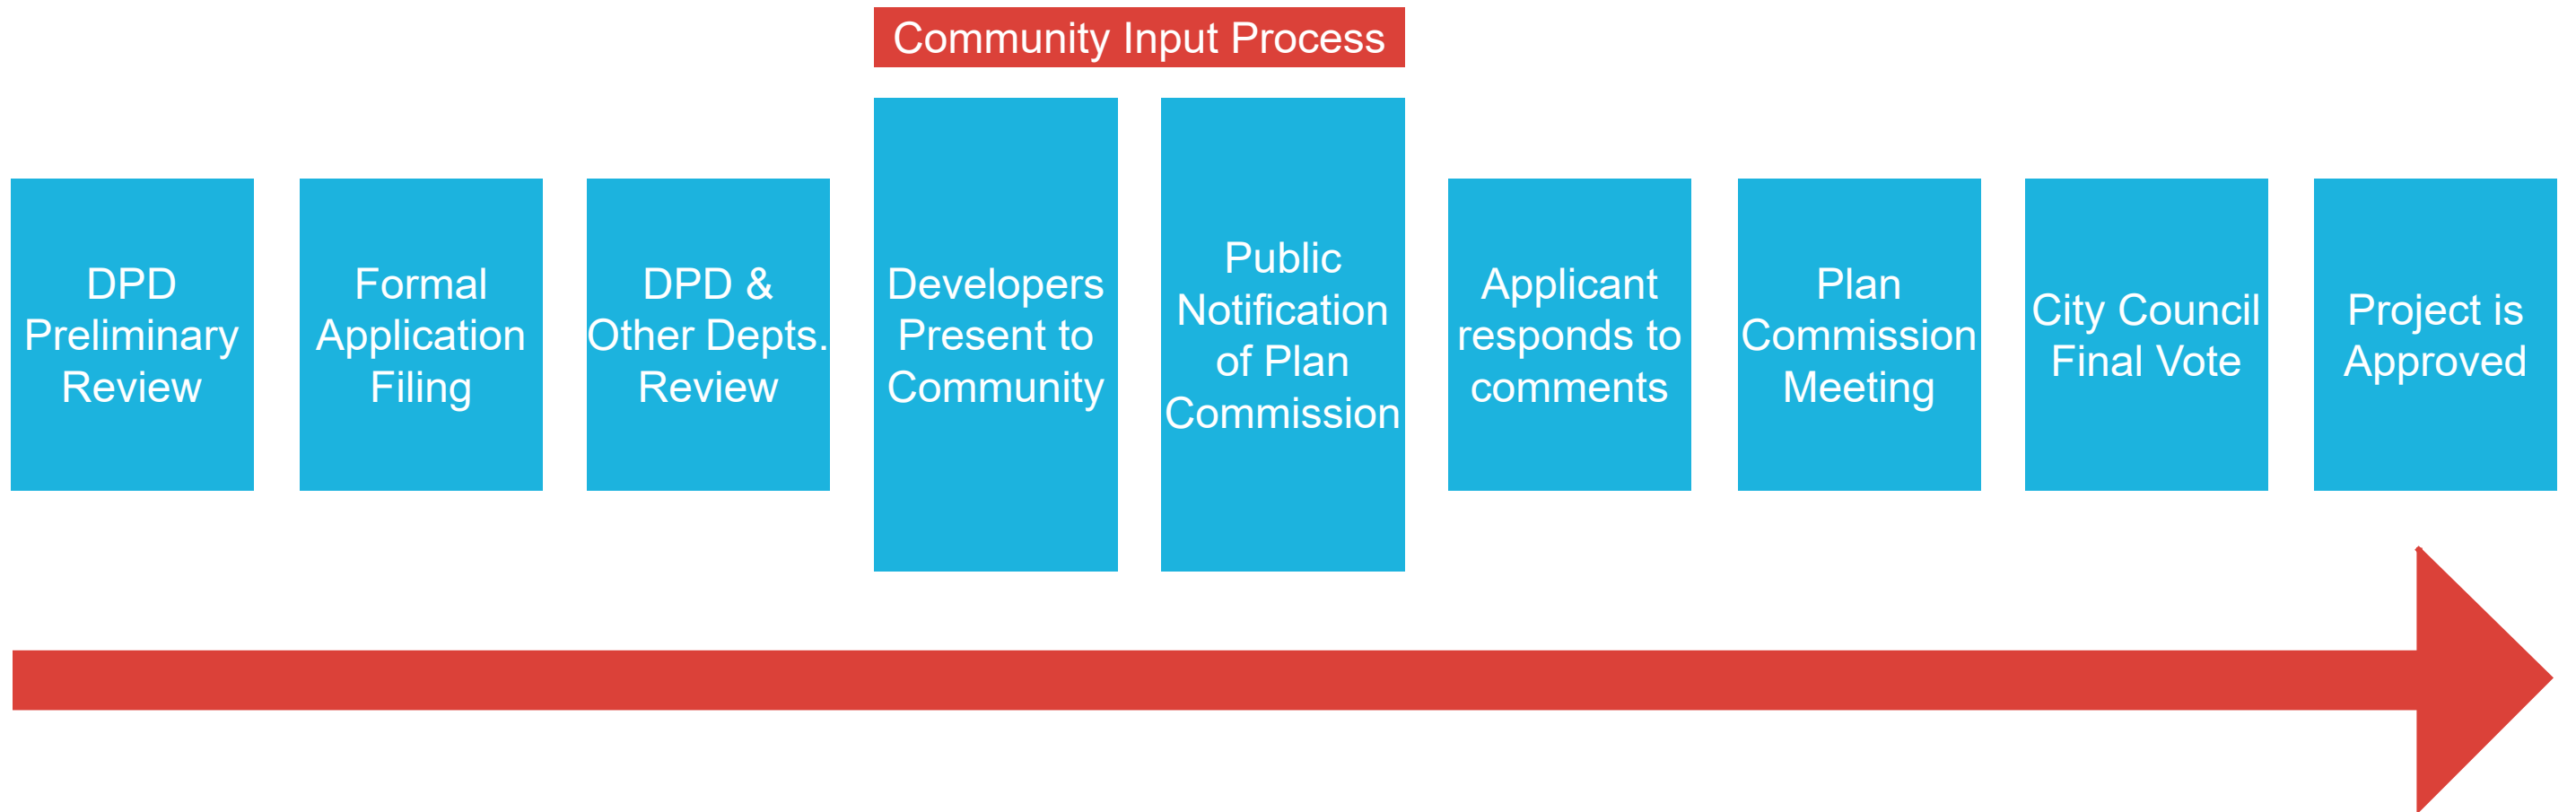 Community Input Process
DPD
Preliminary
Review
Formal
Application
Filing
DPD &
Other Depts.
Review
Developers
Present to
Community
Public
Notification
of Plan
Commission
Applicant
responds to
comments
Plan
Commission
Meeting
City Council
Final Vote
Project is
Approved